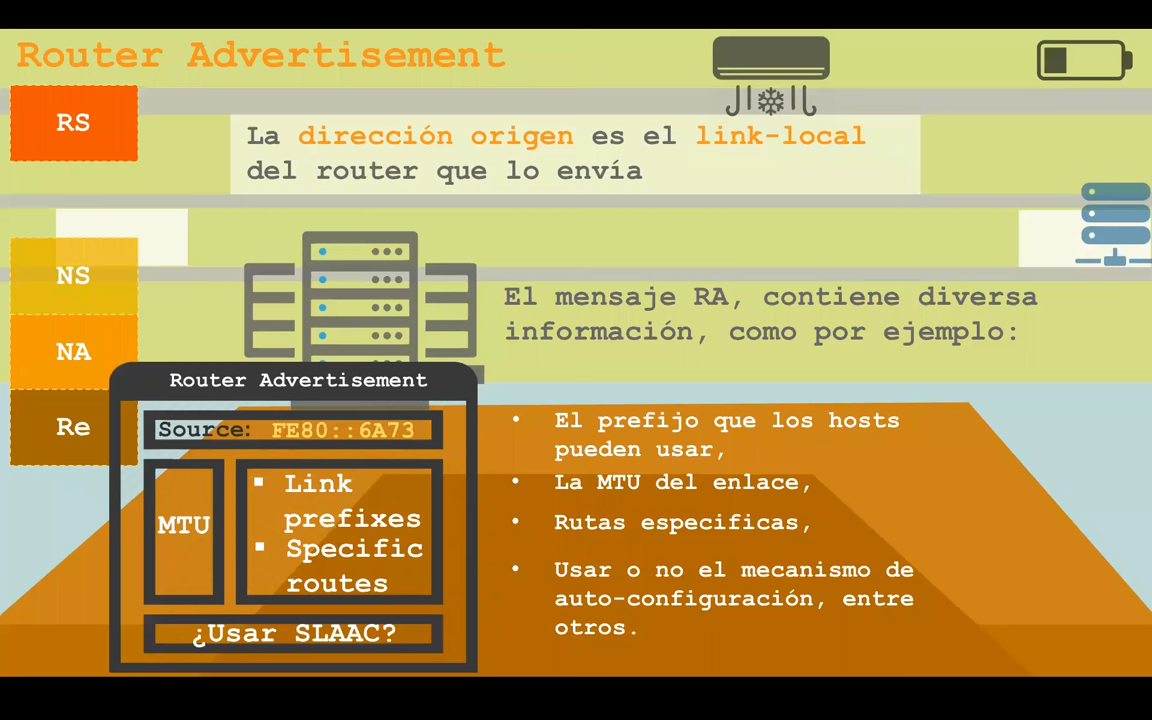 Router Advertisement
RS
La dirección origen es el link-local
del router que lo envía
NS
NA
Re
El mensaje RA, contiene diversa
información, como por ejemplo:
Router Advertisement
Source: FE80::6A73
MTU
▪ Link
prefixes
▪ Specific
routes
¿Usar SLAAC?
• El prefijo que los hosts
pueden usar,
• La MTU del enlace,
• Rutas especificas,
• Usar o no el mecanismo de
auto-configuración, entre
otros.